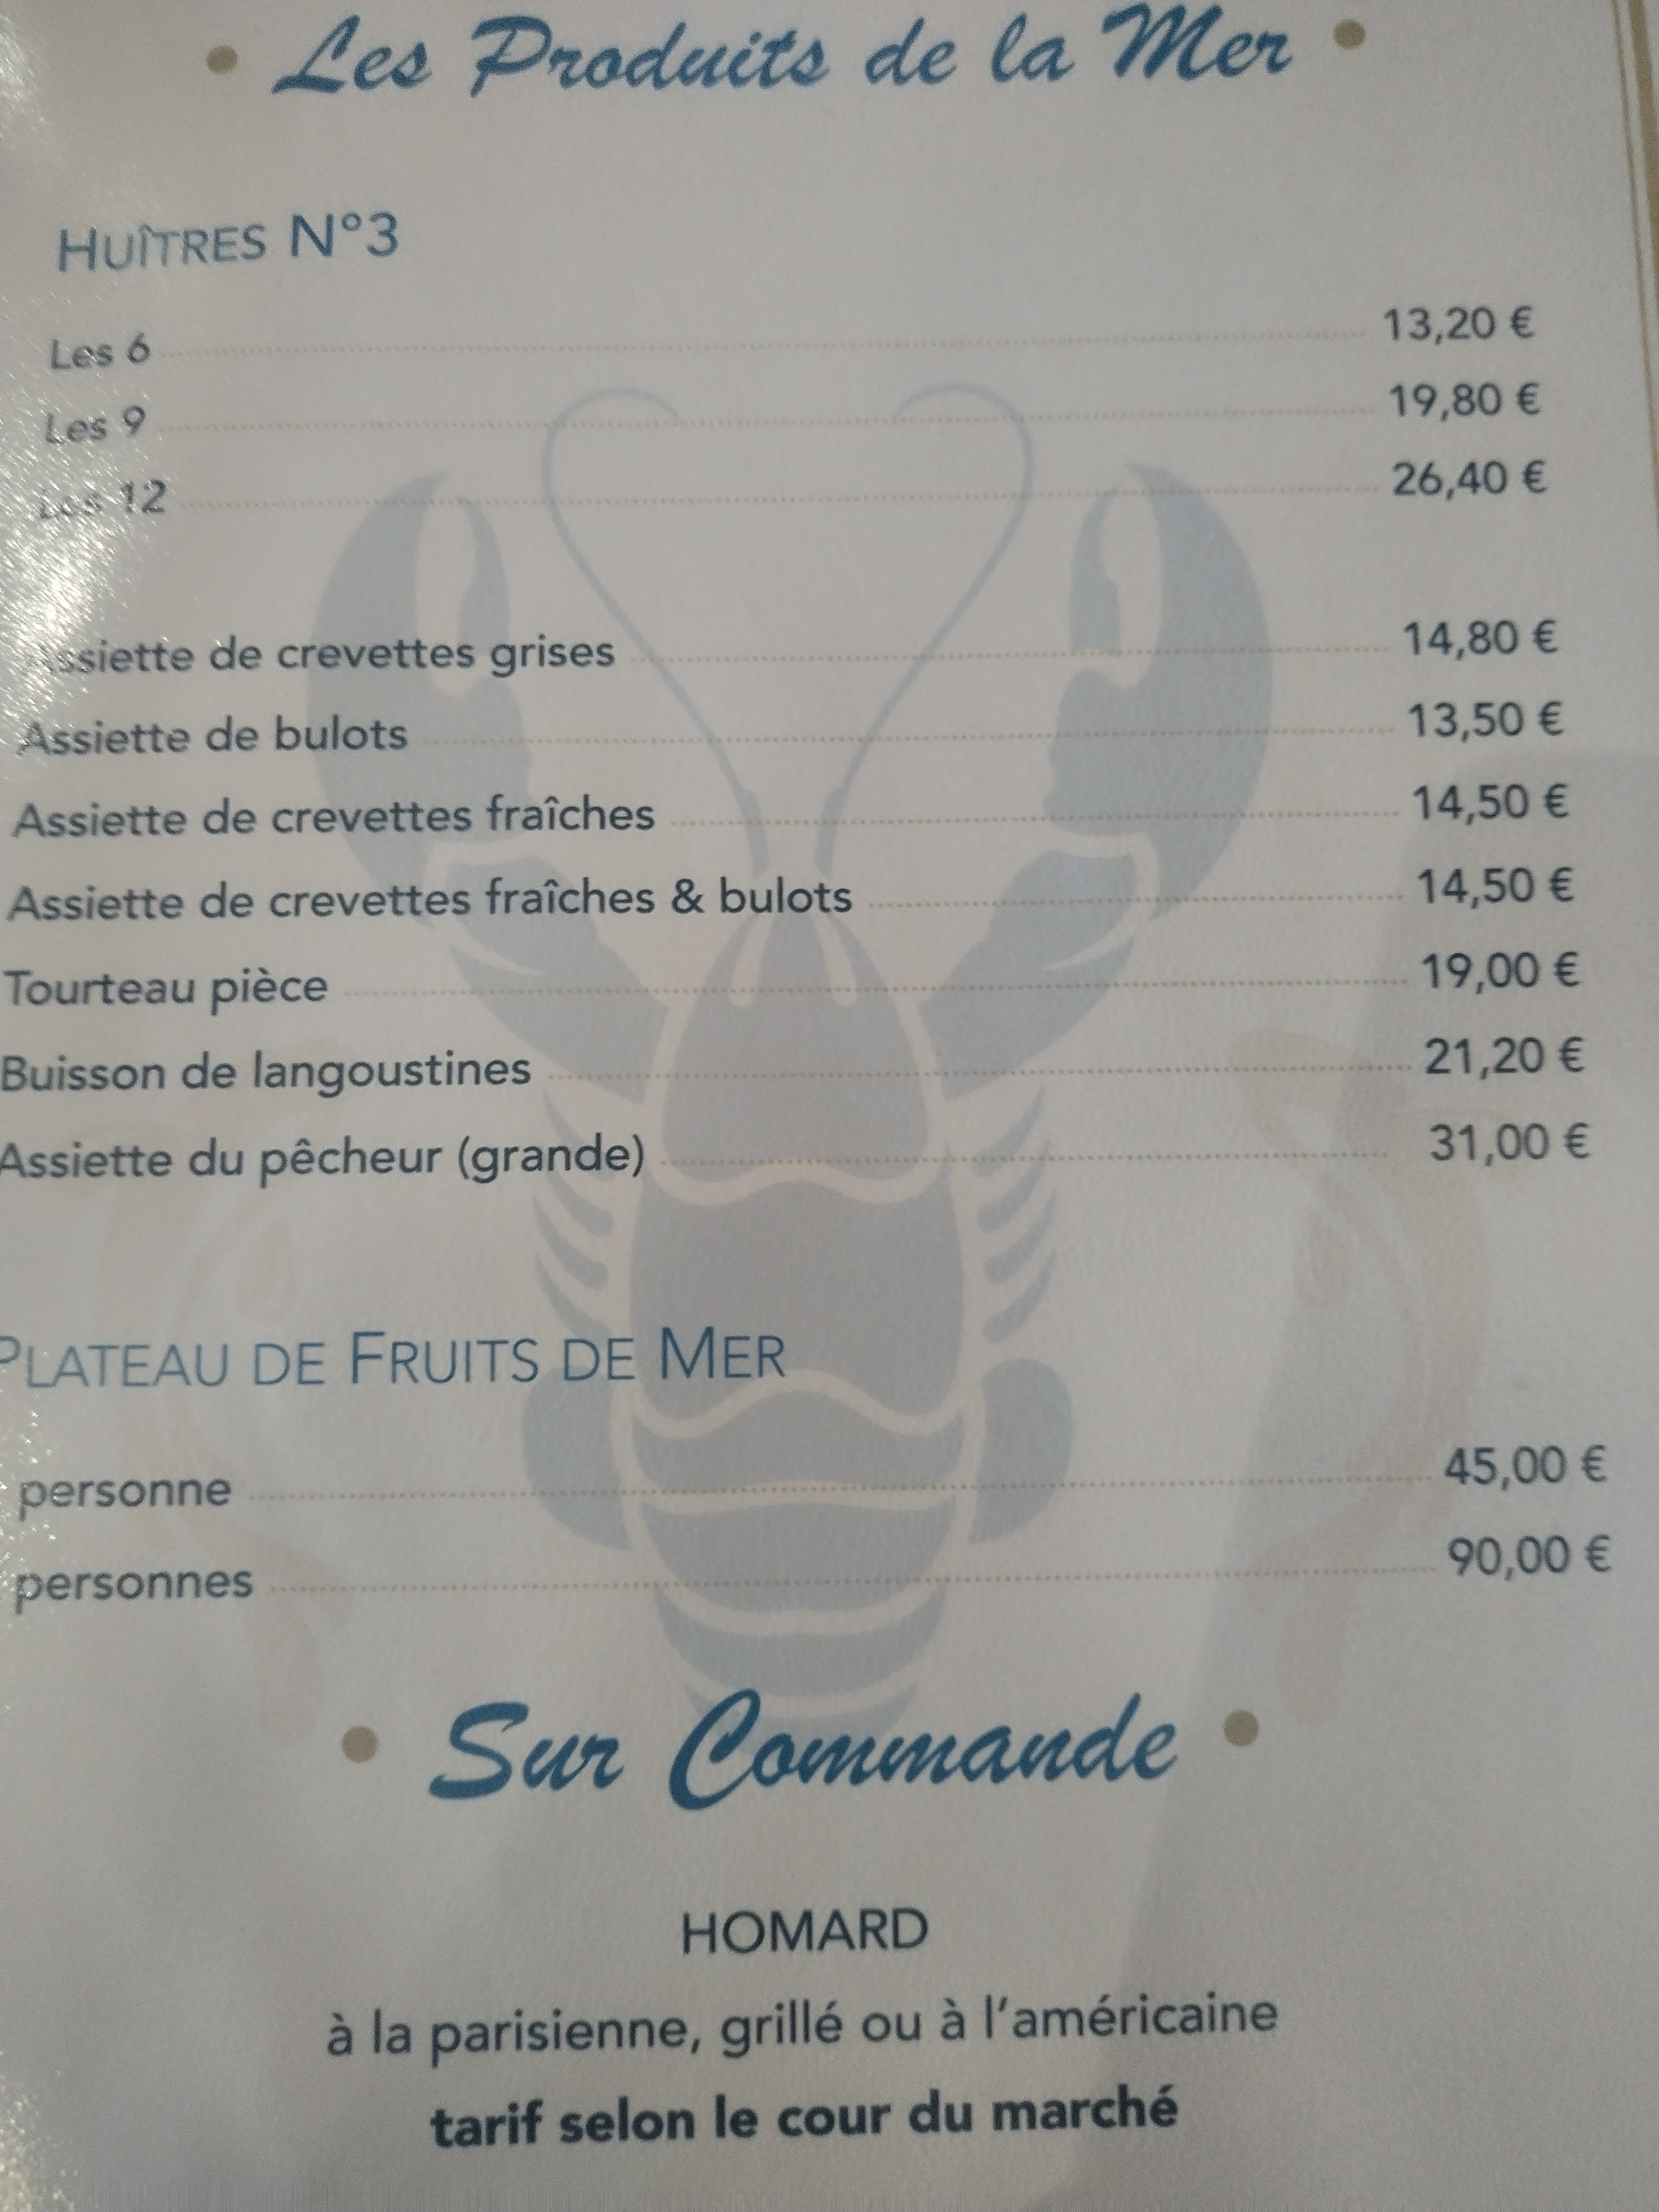 • Les Produits de la Mer •
HUÎTRES N°3
Les 6 13,20 €
Les 9 19,80 €
Les 12 26,40 €
Assiette de crevettes grises 14,80 €
Assiette de bulots 13,50 €
Assiette de crevettes fraîches 14,50 €
Assiette de crevettes fraîches & bulots 14,50 €
Tourteau pièce 19,00 €
Buisson de langoustines 21,20 €
Assiette du pêcheur (grande) 31,00 €
PLATEAU DE FRUITS DE MER
personne 45,00 €
personnes 90,00 €
• Sur Commande •
HOMARD
à la parisienne, grillé ou à l'américaine
tarif selon le cour du marché